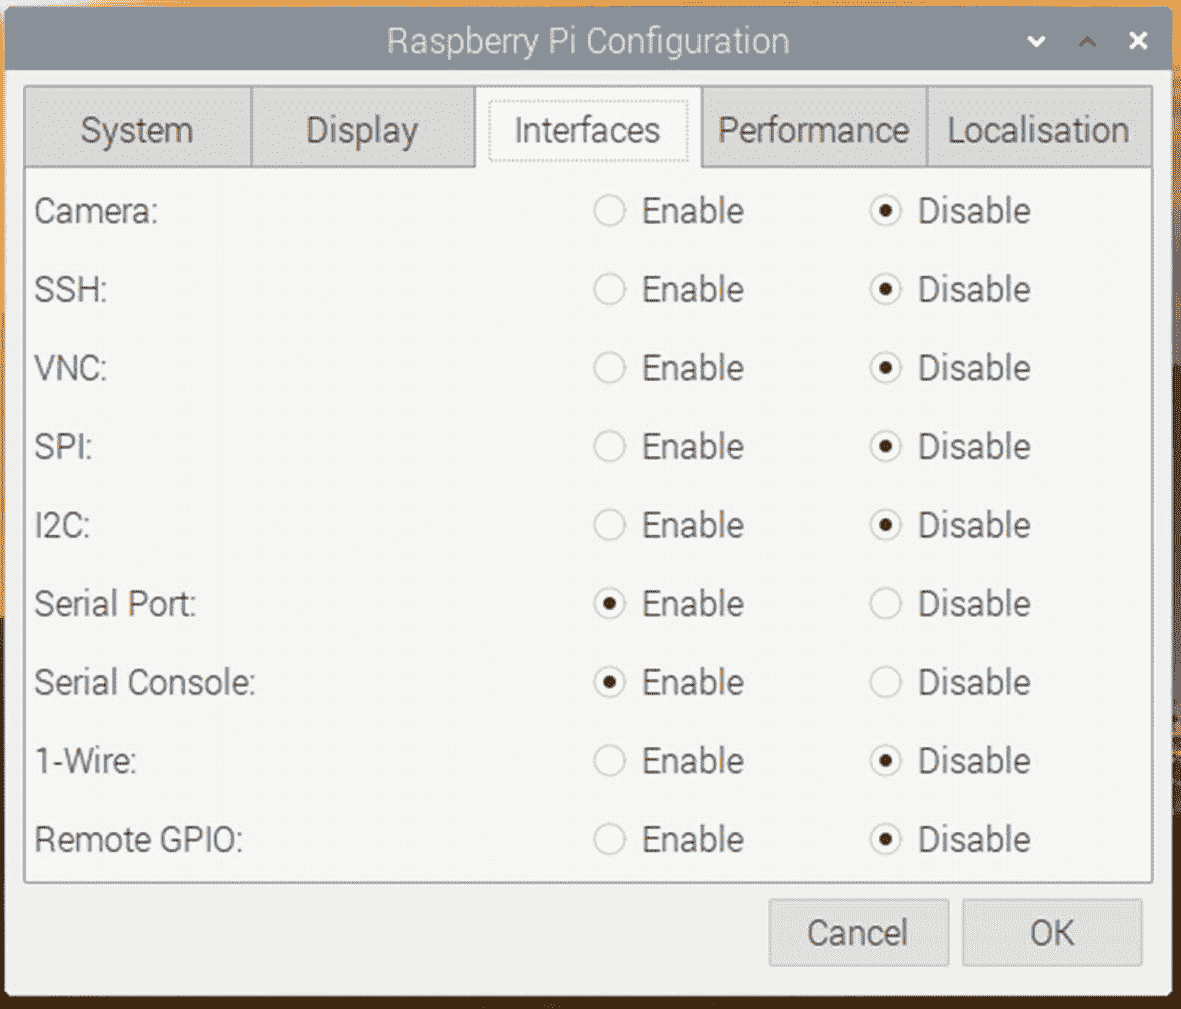 Raspberry Pi Configuration
System Display Interfaces Performance Localisation
Camera: Enable Disable
SSH: Enable Disable
VNC: Enable Disable
SPI: Enable Disable
I2C: Enable Disable
Serial Port: Enable Disable
Serial Console: Enable Disable
1-Wire: Enable Disable
Remote GPIO: Enable Disable
Cancel OK